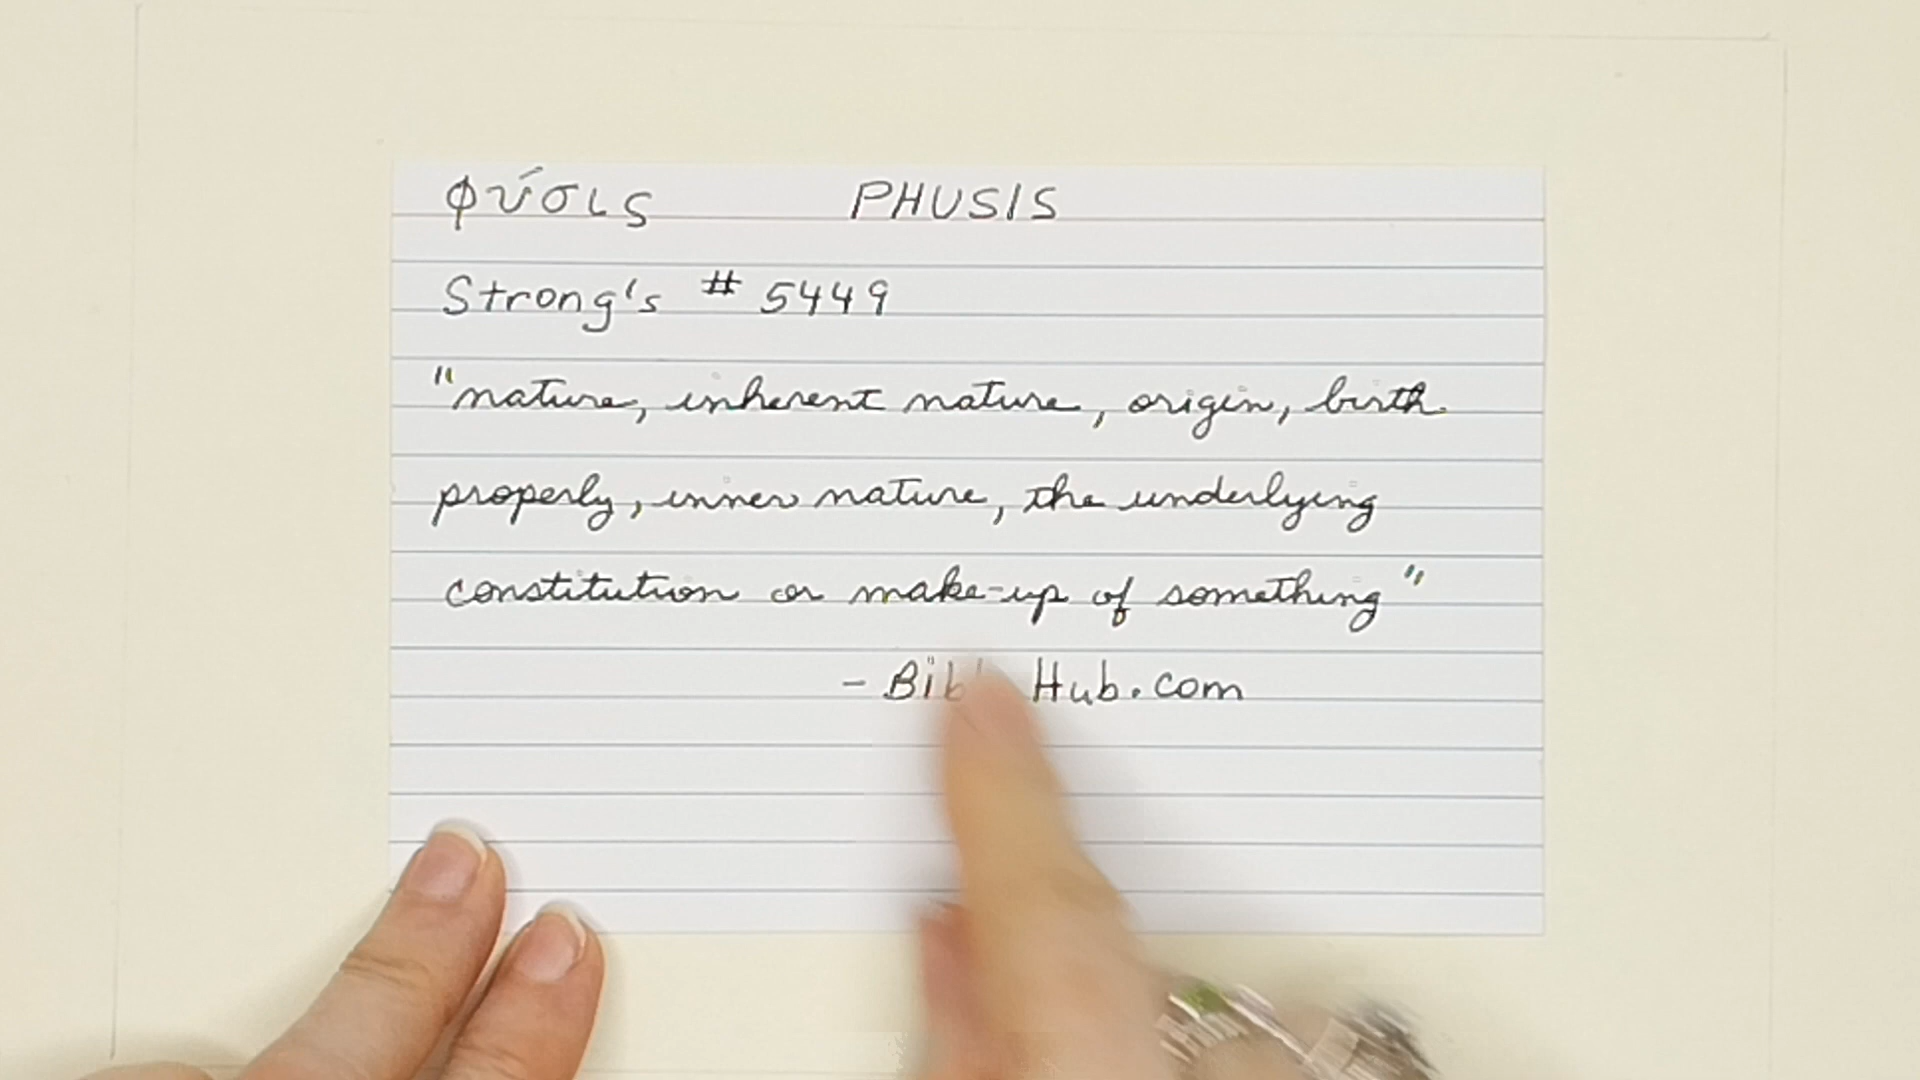 φύσις PHUSIS
Strong's # 5449
"nature, inherent nature, origin, birth
properly, inner nature, the underlying
constitution or make-up of something"
- Hub.com